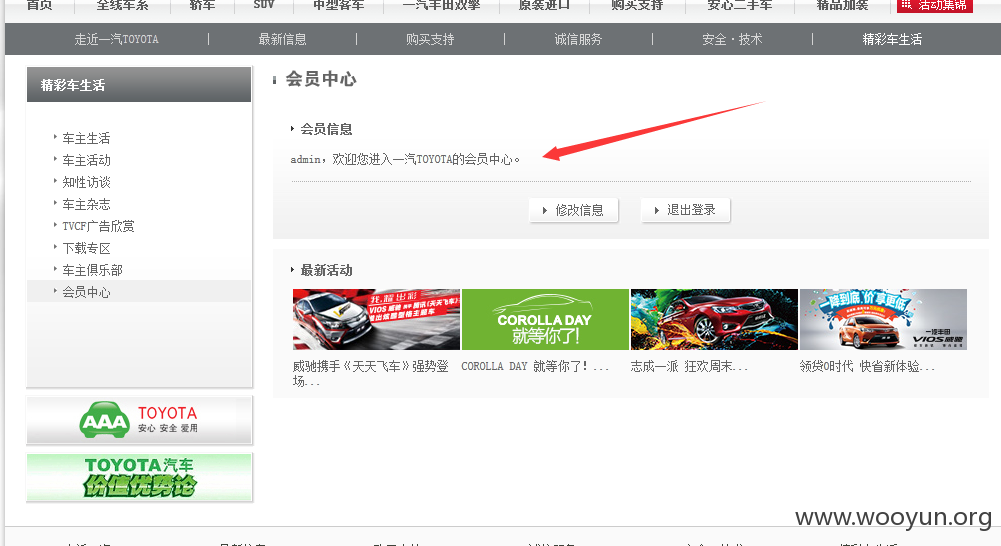 首页 全线车系 轿车 SUV 中型客车 一汽丰田双擎 原装进口 购买支持 安心二手车 精品加装 活动集锦
走近一汽TOYOTA | 最新信息 | 购买支持 | 诚信服务 | 安全·技术 | 精彩车生活
精彩车生活
车主生活
车主活动
知性访谈
车主杂志
TVCF广告欣赏
下载专区
车主俱乐部
会员中心
TOYOTA
AAA
安心 安全 爱用
TOYOTA汽车
价值优势论
会员中心
会员信息
admin，欢迎您进入一汽TOYOTA的会员中心。
修改信息 退出登录
最新活动
COROLLA DAY
就等你了!
一降到底,价享更低
一汽丰田
VIOS威驰
威驰携手《天天飞车》强势登场...
COROLLA DAY 就等你了! ...
志成一派 狂欢周末...
领贷0时代 快省新体验...
www.wooyun.org